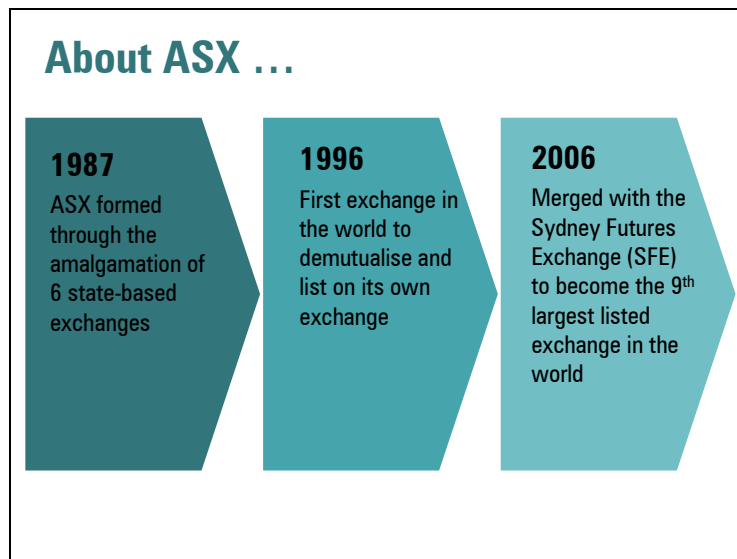 About ASX …
1987
ASX formed
through the
amalgamation of
6 state-based
exchanges
1996
First exchange in
the world to
demutualise and
list on its own
exchange
2006
Merged with the
Sydney Futures
Exchange (SFE)
to become the 9th
largest listed
exchange in the
world